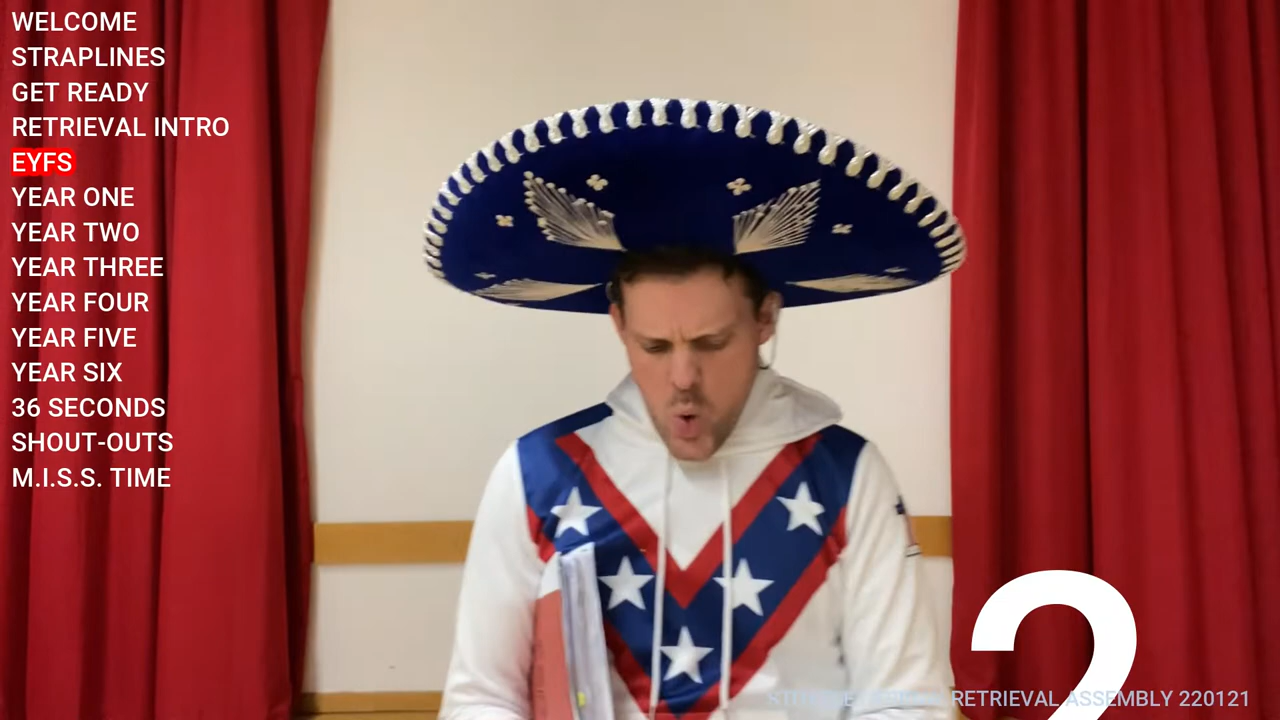 WELCOME
STRAPLINES
GET READY
RETRIEVAL INTRO
EYFS
YEAR ONE
YEAR TWO
YEAR THREE
YEAR FOUR
YEAR FIVE
YEAR SIX
36 SECONDS
SHOUT-OUTS
M.I.S.S. TIME
2
RETRIEVAL ASSEMBLY 220121